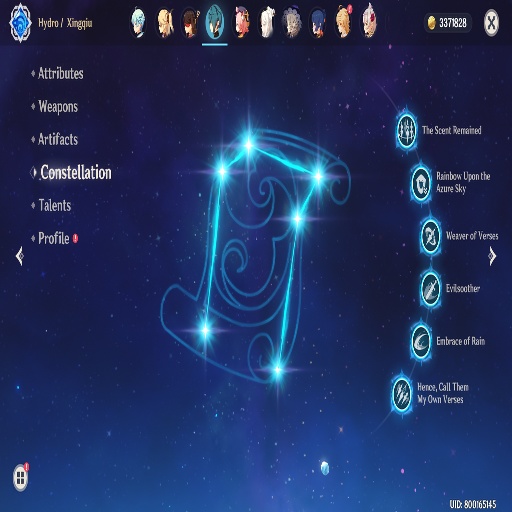 Hydro / Xingqiu
3371828
Attributes
Weapons
Artifacts
Constellation
Talents
Profile
The Scent Remained
Rainbow Upon the
Azure Sky
Weaver of Verses
Evilsoother
Embrace of Rain
Hence, Call Them
My Own Verses
UID: 800165145